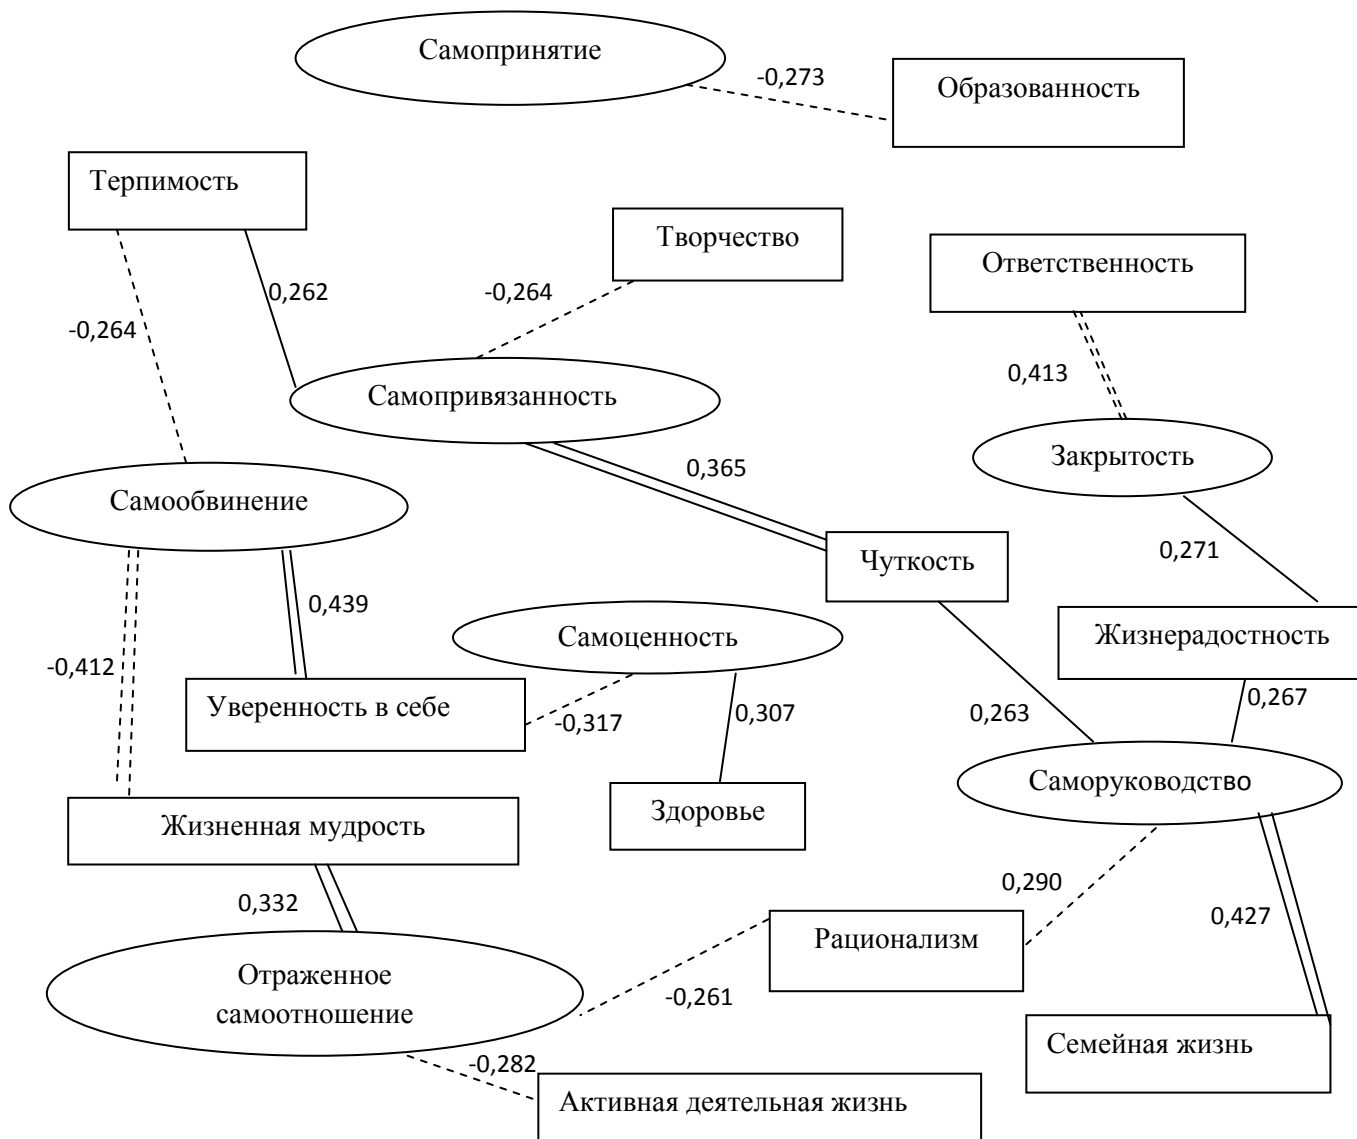 Самопринятие
-0,273
Образованность
Терпимость
Творчество
Ответственность
0,262
-0,264
-0,264
0,413
Самопривязанность
Закрытость
0,365
Самообвинение
0,271
Чуткость
0,439
Самоценность
Жизнерадостность
-0,412
Уверенность в себе
-0,317
0,307
0,263
0,267
Саморуководство
Здоровье
Жизненная мудрость
0,290
0,332
0,427
Рационализм
Отраженное
самоотношение
-0,261
Семейная жизнь
-0,282
Активная деятельная жизнь